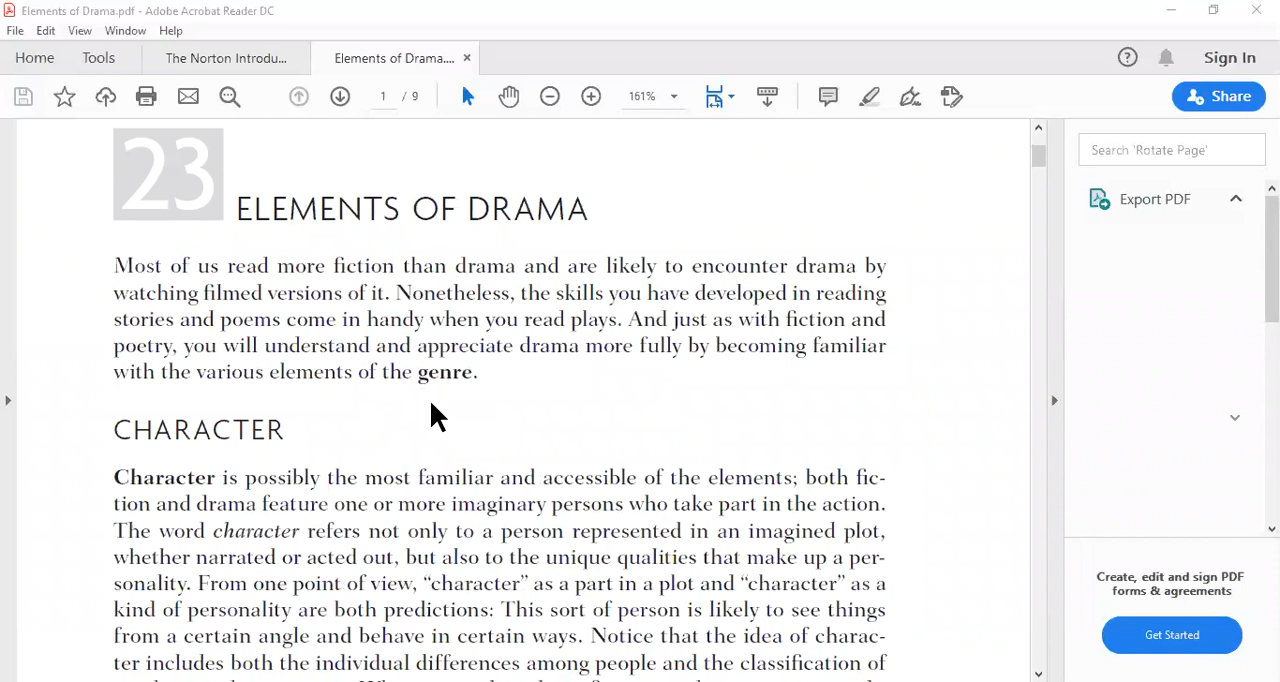 Elements of Drama.pdf - Adobe Acrobat Reader DC
File Edit View Window Help
Home Tools The Norton Introdu... Elements of Drama.... × Sign In
1 / 9 161% Share
23 ELEMENTS OF DRAMA
Most of us read more fiction than drama and are likely to encounter drama by
watching filmed versions of it. Nonetheless, the skills you have developed in reading
stories and poems come in handy when you read plays. And just as with fiction and
poetry, you will understand and appreciate drama more fully by becoming familiar
with the various elements of the genre.
CHARACTER
Character is possibly the most familiar and accessible of the elements; both fic-
tion and drama feature one or more imaginary persons who take part in the action.
The word character refers not only to a person represented in an imagined plot,
whether narrated or acted out, but also to the unique qualities that make up a per-
sonality. From one point of view, “character” as a part in a plot and “character” as a
kind of personality are both predictions: This sort of person is likely to see things
from a certain angle and behave in certain ways. Notice that the idea of charac-
ter includes both the individual differences among people and the classification of
Search 'Rotate Page'
Export PDF
Create, edit and sign PDF
forms & agreements
Get Started